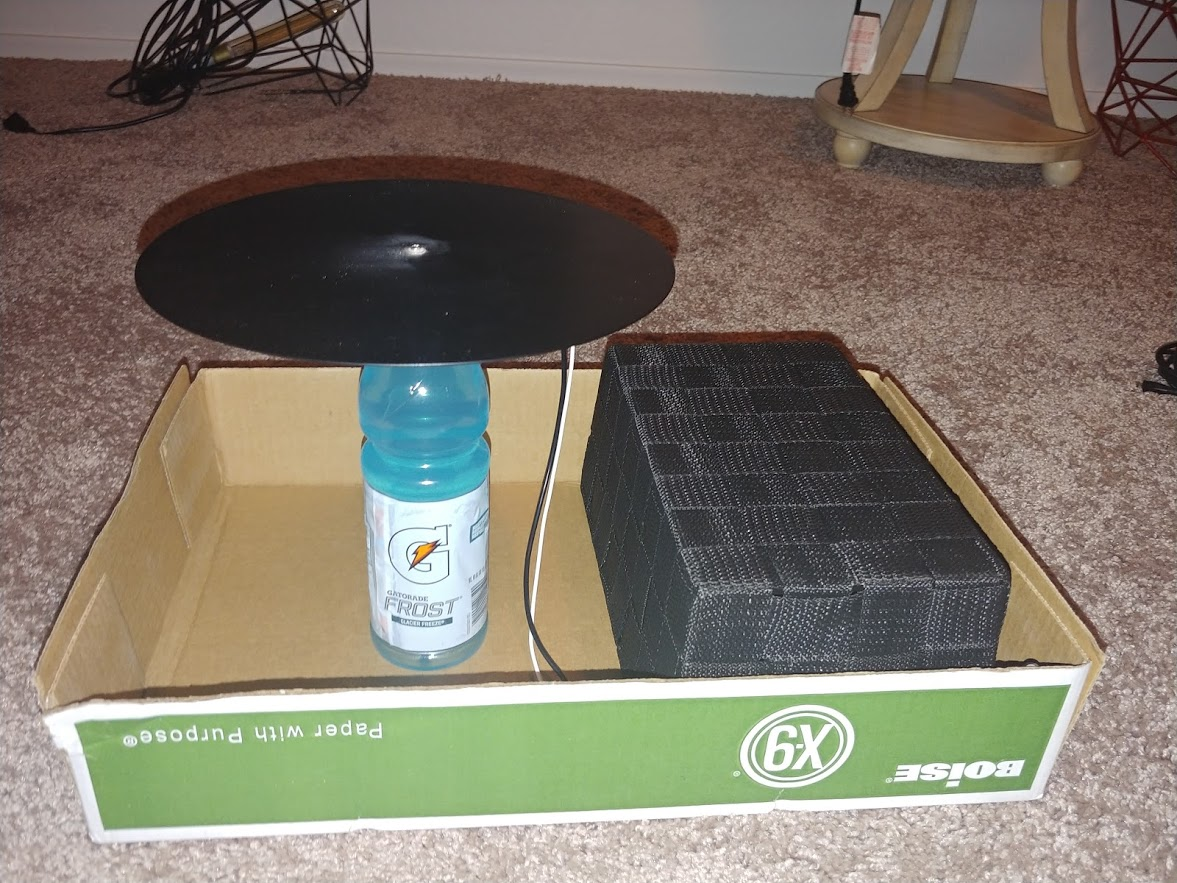 G
GATORADE
FROST
GLACIER FREEZE®
Paper with Purpose®
X-9
®
BOiSE®